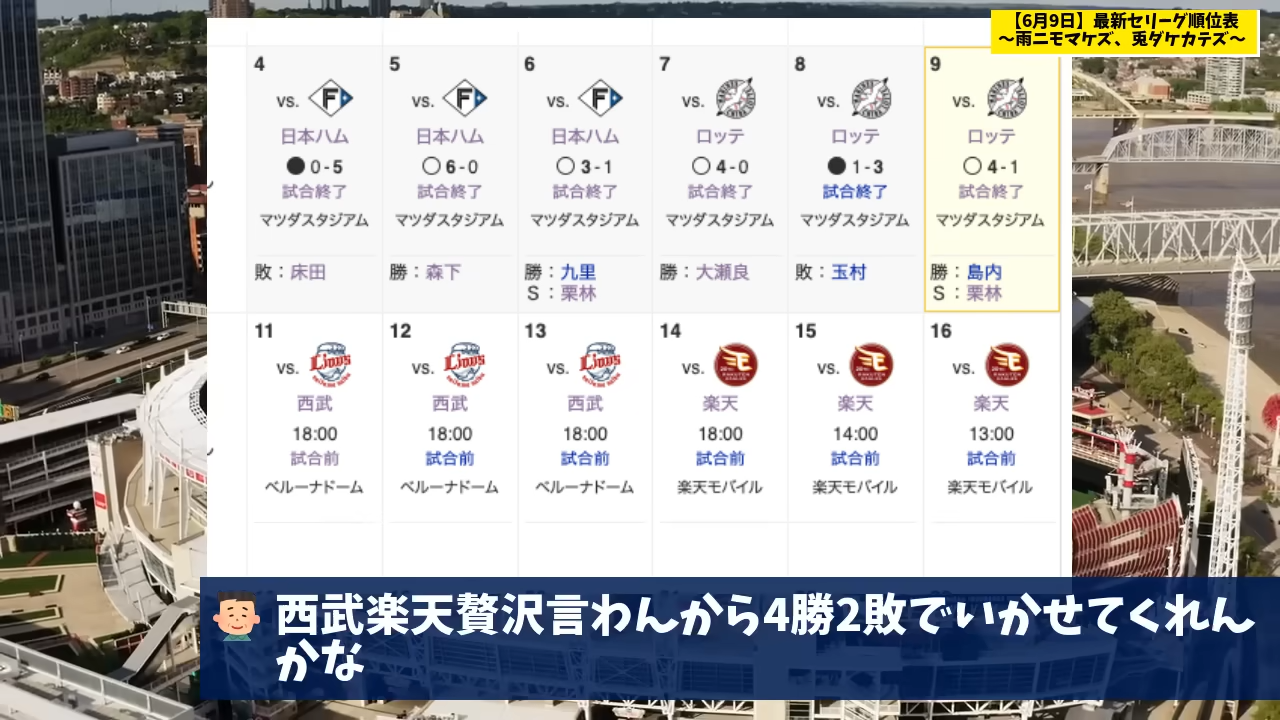 【6月9日】最新セリーグ順位表
～雨ニモマケズ、兎ダケカテズ～
4
vs.
F
日本ハム
●0-5
試合終了
マツダスタジアム
敗：床田
5
vs.
F
日本ハム
○6-0
試合終了
マツダスタジアム
勝：森下
6
vs.
F
日本ハム
○3-1
試合終了
マツダスタジアム
勝：九里
S：栗林
7
vs.
ロッテ
○4-0
試合終了
マツダスタジアム
勝：大瀬良
8
vs.
ロッテ
●1-3
試合終了
マツダスタジアム
敗：玉村
9
vs.
ロッテ
○4-1
試合終了
マツダスタジアム
勝：島内
S：栗林
11
vs.
Lions
西武
18:00
試合前
ベルーナドーム
12
vs.
Lions
西武
18:00
試合前
ベルーナドーム
13
vs.
Lions
西武
18:00
試合前
ベルーナドーム
14
vs.
E
楽天
18:00
試合前
楽天モバイル
15
vs.
E
楽天
14:00
試合前
楽天モバイル
16
vs.
E
楽天
13:00
試合前
楽天モバイル
西武楽天贅沢言わんから4勝2敗でいかせてくれん
かな